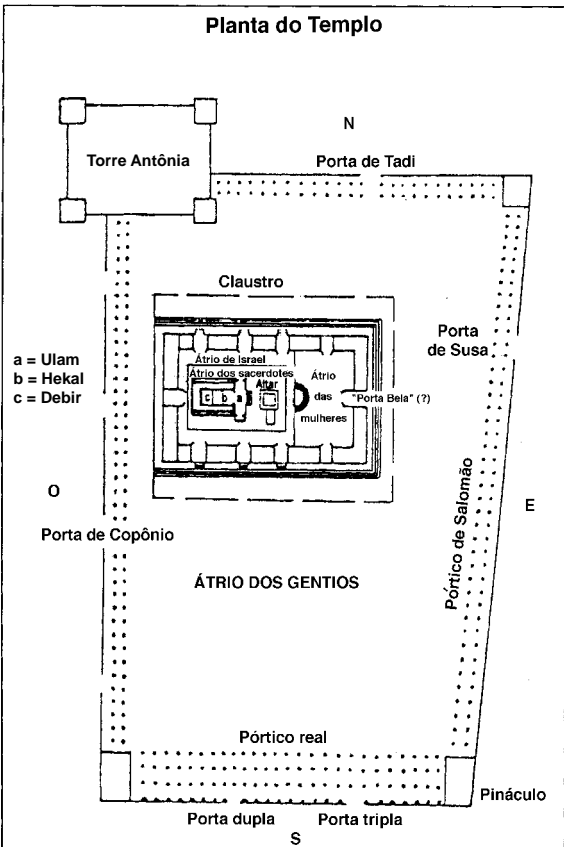 Planta do Templo
N
Torre Antônia
Porta de Tadi
Claustro
Porta
de Susa
a = Ulam
b = Hekal
c = Debir
Átrio de Israel
Átrio dos sacerdotes
Altar
c b a
Átrio
das
mulheres
"Porta Bela" (?)
O
E
Porta de Copônio
Pórtico de Salomão
ÁTRIO DOS GENTIOS
Pórtico real
Pináculo
Porta dupla
Porta tripla
S